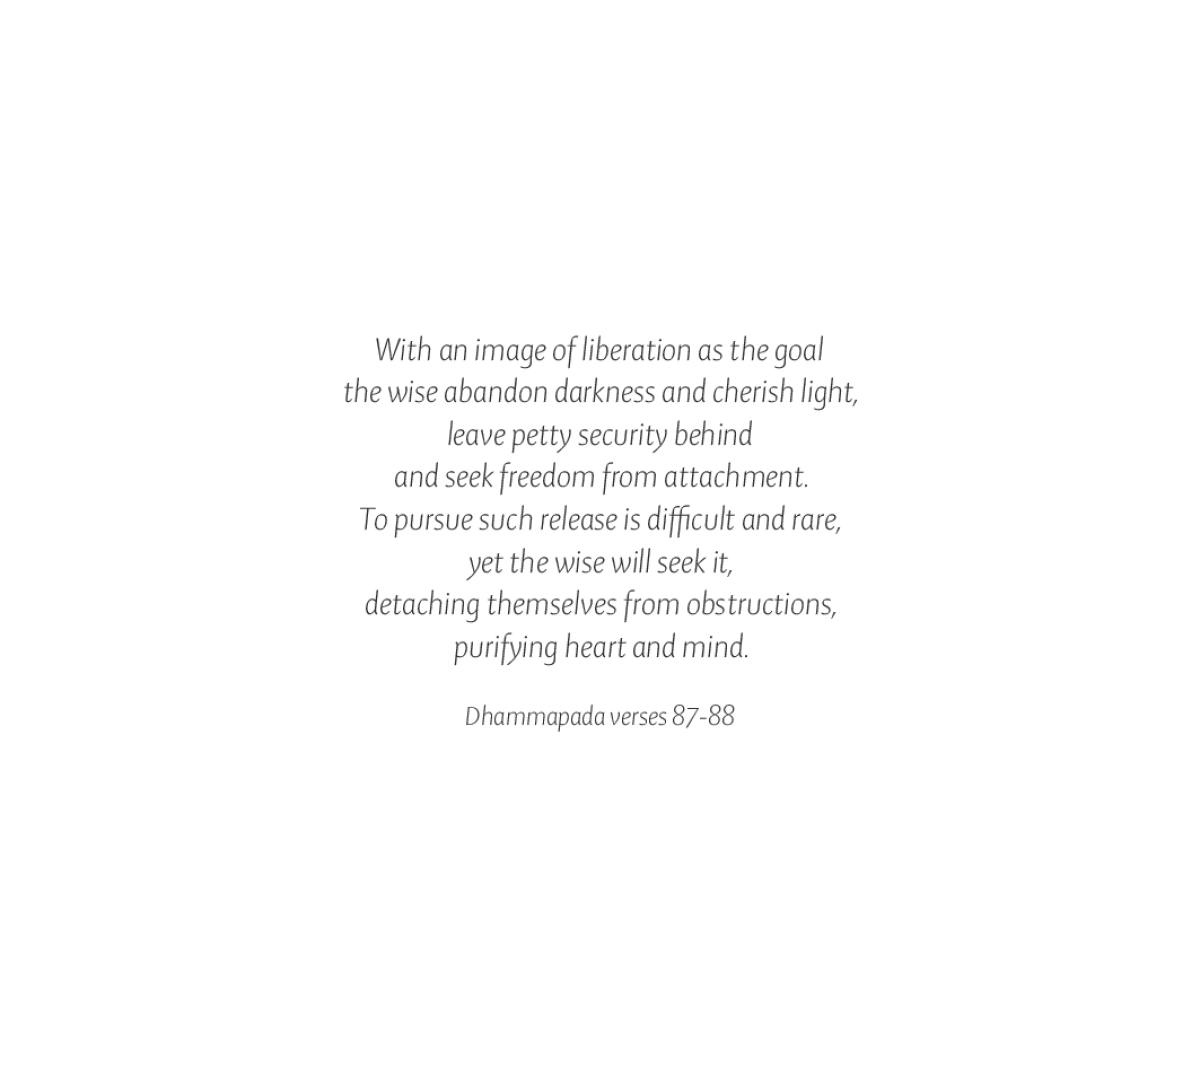 With an image of liberation as the goal
the wise abandon darkness and cherish light,
leave petty security behind
and seek freedom from attachment.
To pursue such release is difficult and rare,
yet the wise will seek it,
detaching themselves from obstructions,
purifying heart and mind.
Dhammapada verses 87-88